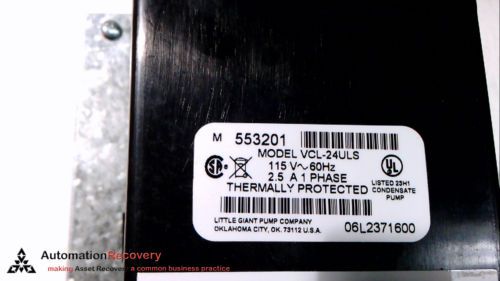 M 553201
MODEL VCL-24ULS
115 V~60Hz
2.5 A 1 PHASE
THERMALLY PROTECTED
UL
LISTED 23H1
CONDENSATE
PUMP
LITTLE GIANT PUMP COMPANY
OKLAHOMA CITY, OK. 73112 U.S.A.
06L2371600
AutomationRecovery
making Asset Recovery a common business practice